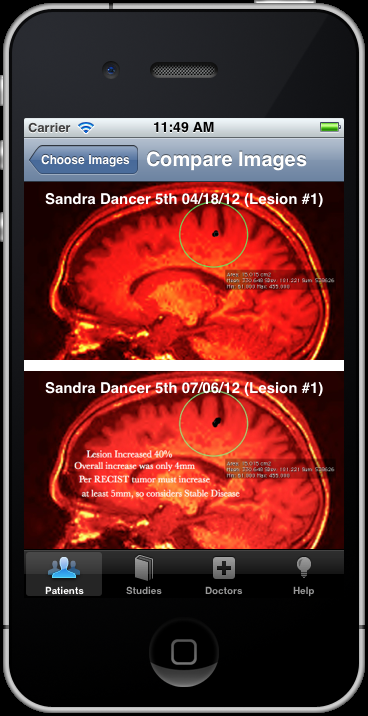 Carrier
11:49 AM
Choose Images
Compare Images
Sandra Dancer 5th 04/18/12 (Lesion #1)
Sandra Dancer 5th 07/06/12 (Lesion #1)
Lesion Increased 40%
Overall increase was only 4mm
Per RECIST tumor must increase
at least 5mm, so considers Stable Disease
Patients
Studies
Doctors
Help